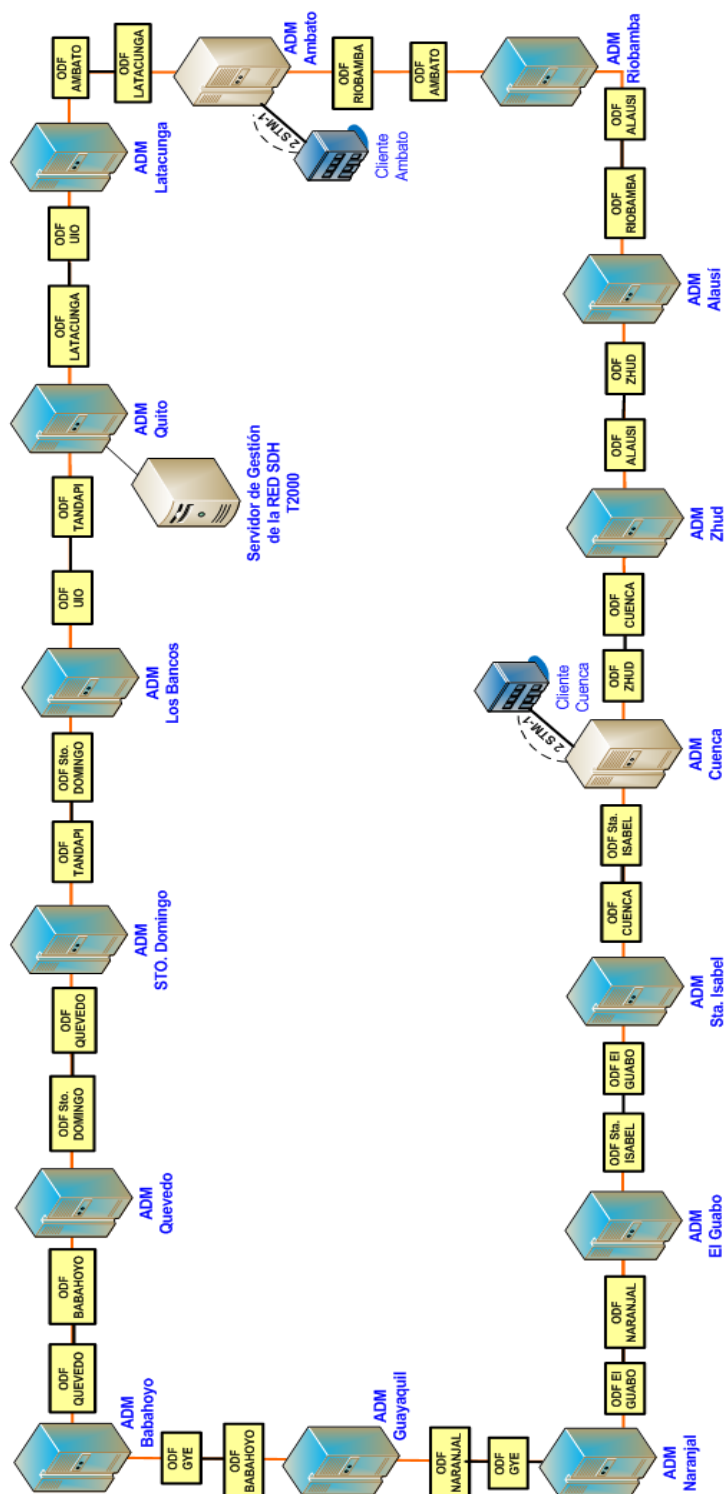 ODF
QUEVEDO
ODF
BABAHOYO
ODF Sto.
DOMINGO
ODF
QUEVEDO
ODF
TANDAPI
ODF Sto.
DOMINGO
ODF
UIO
ODF
TANDAPI
ODF
LATACUNGA
ODF
UIO
ODF
AMBATO
ADM
Babahoyo
ADM
Quevedo
ADM
STO. Domingo
ADM
Los Bancos
ADM
Quito
ADM
Latacunga
ODF
LATACUNGA
ODF
GYE
Servidor de Gestión
de la RED SDH
T2000
ODF
BABAHOYO
ADM
Ambato
2 STM-1
Cliente
Ambato
ADM
Guayaquil
ODF
RIOBAMBA
ODF
NARANJAL
ODF
AMBATO
ODF
GYE
Cliente
Cuenca
2 STM-1
ADM
Riobamba
ODF El
GUABO
ODF
NARANJAL
ODF Sta.
ISABEL
ODF El
GUABO
ODF
CUENCA
ODF Sta.
ISABEL
ODF
ZHUD
ODF
CUENCA
ODF
ALAUSI
ODF
ZHUD
ODF
RIOBAMBA
ODF
ALAUSI
ADM
Naranjal
ADM
El Guabo
ADM
Sta. Isabel
ADM
Cuenca
ADM
Zhud
ADM
Alausí